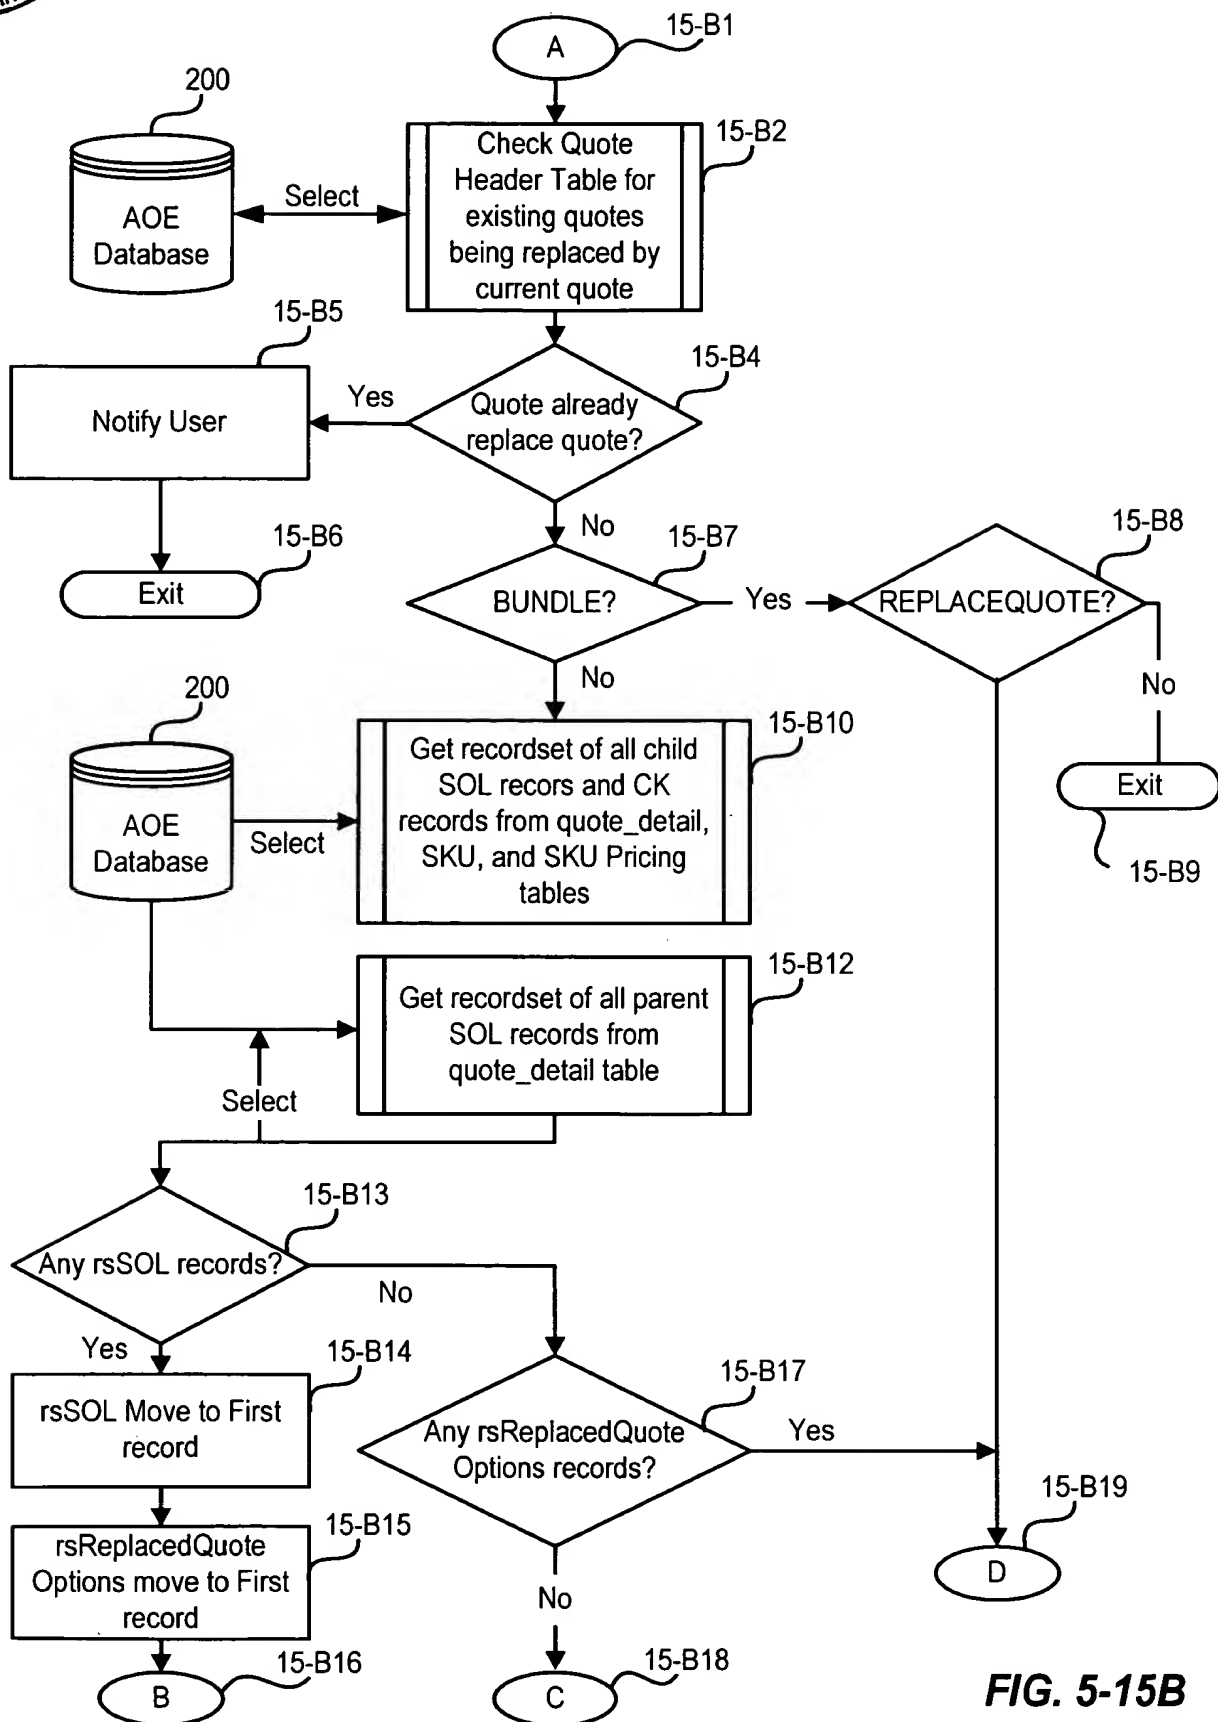 15-B1
A
200
15-B2
Check Quote
Header Table for
existing quotes
being replaced by
current quote
Select
AOE
Database
15-B5
15-B4
Notify User
Yes
Quote already
replace quote?
No
15-B6
15-B7
15-B8
Exit
BUNDLE?
Yes
REPLACEQUOTE?
No
No
200
15-B10
Get recordset of all child
SOL recors and CK
records from quote_detail,
SKU, and SKU Pricing
tables
Exit
AOE
Database
Select
15-B9
15-B12
Get recordset of all parent
SOL records from
quote_detail table
Select
15-B13
Any rsSOL records?
No
Yes
15-B14
15-B17
rsSOL Move to First
record
Any rsReplacedQuote
Options records?
Yes
15-B15
15-B19
rsReplacedQuote
Options move to First
record
D
No
15-B16
15-B18
B
C
FIG. 5-15B